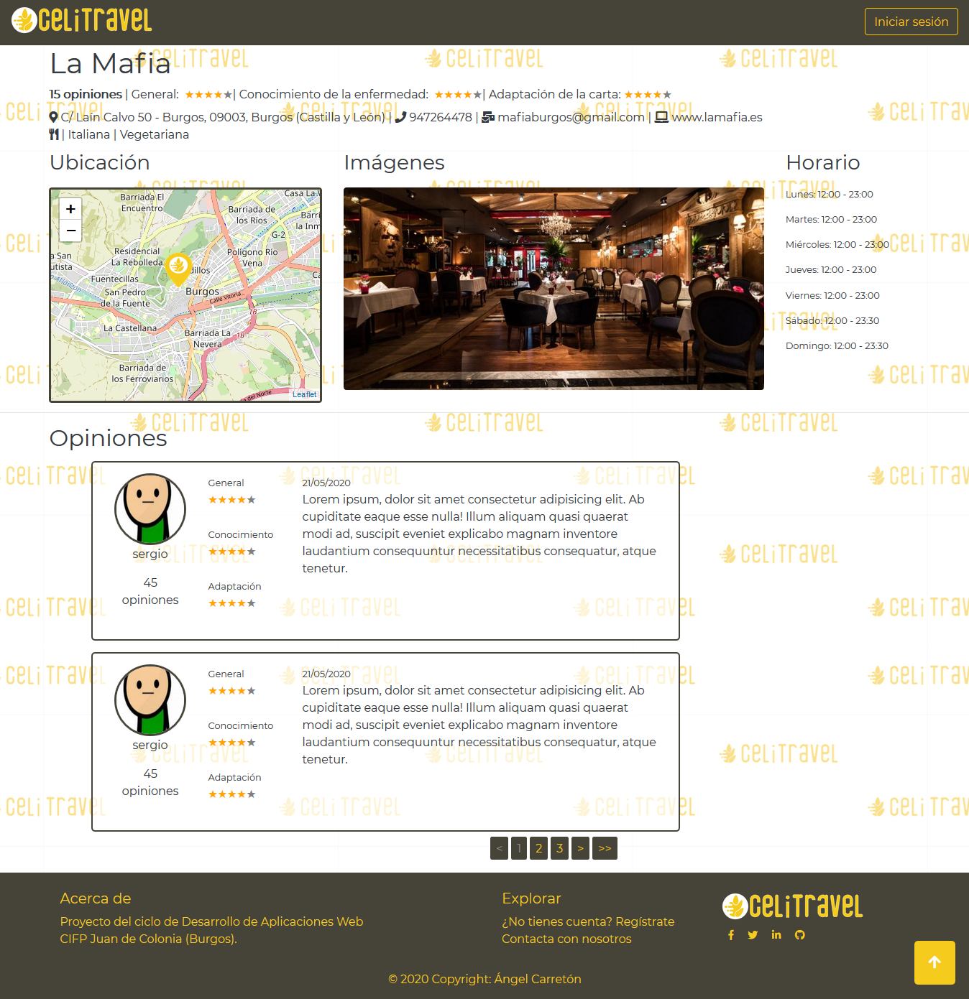 CELiTRAVEL
Iniciar sesión
La Mafia
15 opiniones | General: ★★★★★| Conocimiento de la enfermedad: ★★★★★| Adaptación de la carta: ★★★★★
C/ Laín Calvo 50 - Burgos, 09003, Burgos (Castilla y León) | 947264478 | mafiaburgos@gmail.com | www.lamafia.es
| Italiana | Vegetariana
Ubicación
Imágenes
Horario
+
−
Barriada El
Encuentro
Casa La V
Barriada de
los Ríos
Barri
la Inm
G-2
a San
utista
Residencial
La Rebolleda
Polígono Río
Vena
dillos
Ca
Arlanzón
Fuentecillas
San Pedro
de la Fuente
Burgos
Calle Vitoria
1B
La Castellana
Barriada La
Nevera
1B
Barriada de
los Ferroviarios
a del Norte
Leaflet
Lunes: 12:00 - 23:00
Martes: 12:00 - 23:00
Miércoles: 12:00 - 23:00
Jueves: 12:00 - 23:00
Viernes: 12:00 - 23:00
Sábado: 12:00 - 23:30
Domingo: 12:00 - 23:30
Opiniones
sergio
45
opiniones
General
★★★★★
Conocimiento
★★★★★
Adaptación
★★★★★
21/05/2020
Lorem ipsum, dolor sit amet consectetur adipisicing elit. Ab
cupiditate eaque esse nulla! Illum aliquam quasi quaerat
modi ad, suscipit eveniet explicabo magnam inventore
laudantium consequuntur necessitatibus consequatur, atque
tenetur.
sergio
45
opiniones
General
★★★★★
Conocimiento
★★★★★
Adaptación
★★★★★
21/05/2020
Lorem ipsum, dolor sit amet consectetur adipisicing elit. Ab
cupiditate eaque esse nulla! Illum aliquam quasi quaerat
modi ad, suscipit eveniet explicabo magnam inventore
laudantium consequuntur necessitatibus consequatur, atque
tenetur.
< 1 2 3 > >>
Acerca de
Proyecto del ciclo de Desarrollo de Aplicaciones Web
CIFP Juan de Colonia (Burgos).
Explorar
¿No tienes cuenta? Regístrate
Contacta con nosotros
CELiTRAVEL
© 2020 Copyright: Ángel Carretón